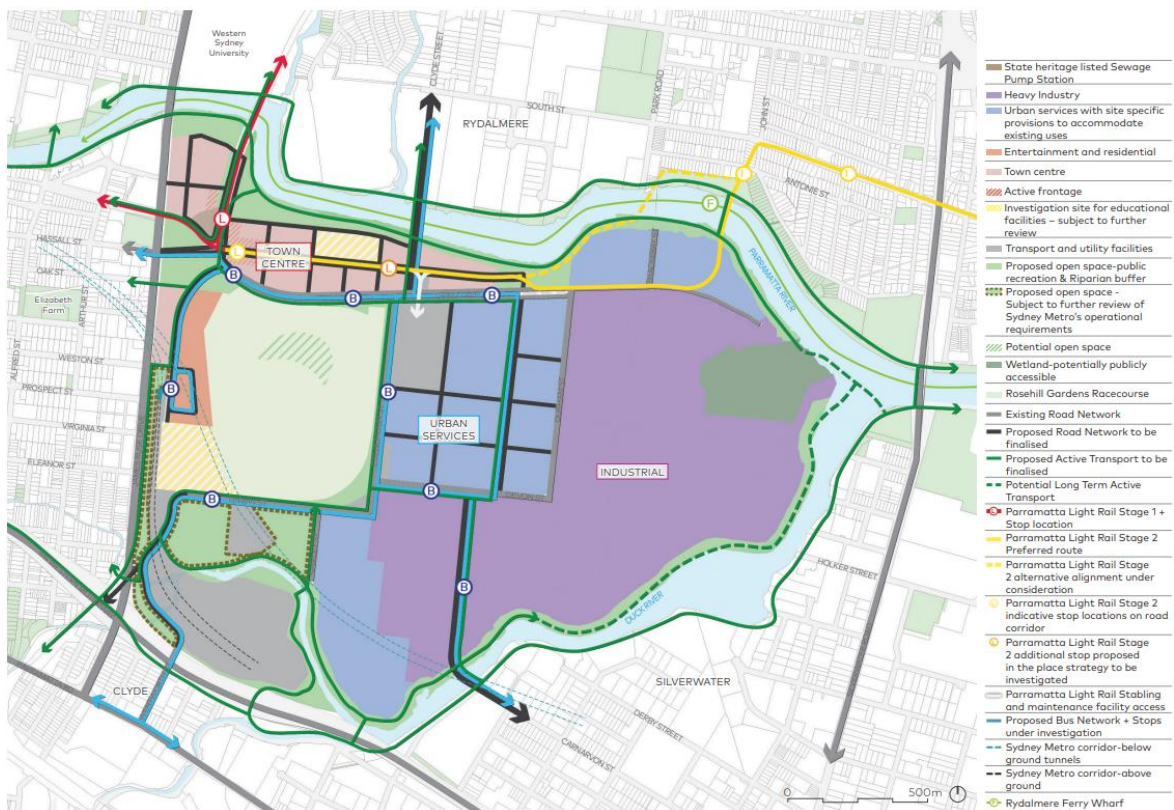 Western
Sydney
University
CLYDE STREET
SOUTH ST
PARK ROAD
JOHN ST
RYDALMERE
ANTONIE ST
L
L
F
L
HASSALL ST
L
TOWN
CENTRE
L
PARRAMATTA RIVER
OAK ST
B
ARTHUR ST
Elizabeth
Farm
B
B
ALFRED ST
WESTON ST
PROSPECT ST
B
B
B
VIRGINIA ST
URBAN
SERVICES
ELEANOR ST
INDUSTRIAL
B
B
DEVON ST
HOLKER STREET
B
DUCK RIVER
CLYDE
SILVERWATER
DERBY STREET
CARNARVON ST
0 500m
State heritage listed Sewage
Pump Station
Heavy Industry
Urban services with site specific
provisions to accommodate
existing uses
Entertainment and residential
Town centre
Active frontage
Investigation site for educational
facilities – subject to further
review
Transport and utility facilities
Proposed open space-public
recreation & Riparian buffer
Proposed open space -
Subject to further review of
Sydney Metro's operational
requirements
Potential open space
Wetland-potentially publicly
accessible
Rosehill Gardens Racecourse
Existing Road Network
Proposed Road Network to be
finalised
Proposed Active Transport to be
finalised
Potential Long Term Active
Transport
L Parramatta Light Rail Stage 1 +
Stop location
Parramatta Light Rail Stage 2
Preferred route
Parramatta Light Rail Stage
2 alternative alignment under
consideration
L Parramatta Light Rail Stage 2
indicative stop locations on road
corridor
L Parramatta Light Rail Stage
2 additional stop proposed
in the place strategy to be
investigated
Parramatta Light Rail Stabling
and maintenance facility access
Proposed Bus Network + Stops
under investigation
Sydney Metro corridor-below
ground tunnels
Sydney Metro corridor-above
ground
F Rydalmere Ferry Wharf